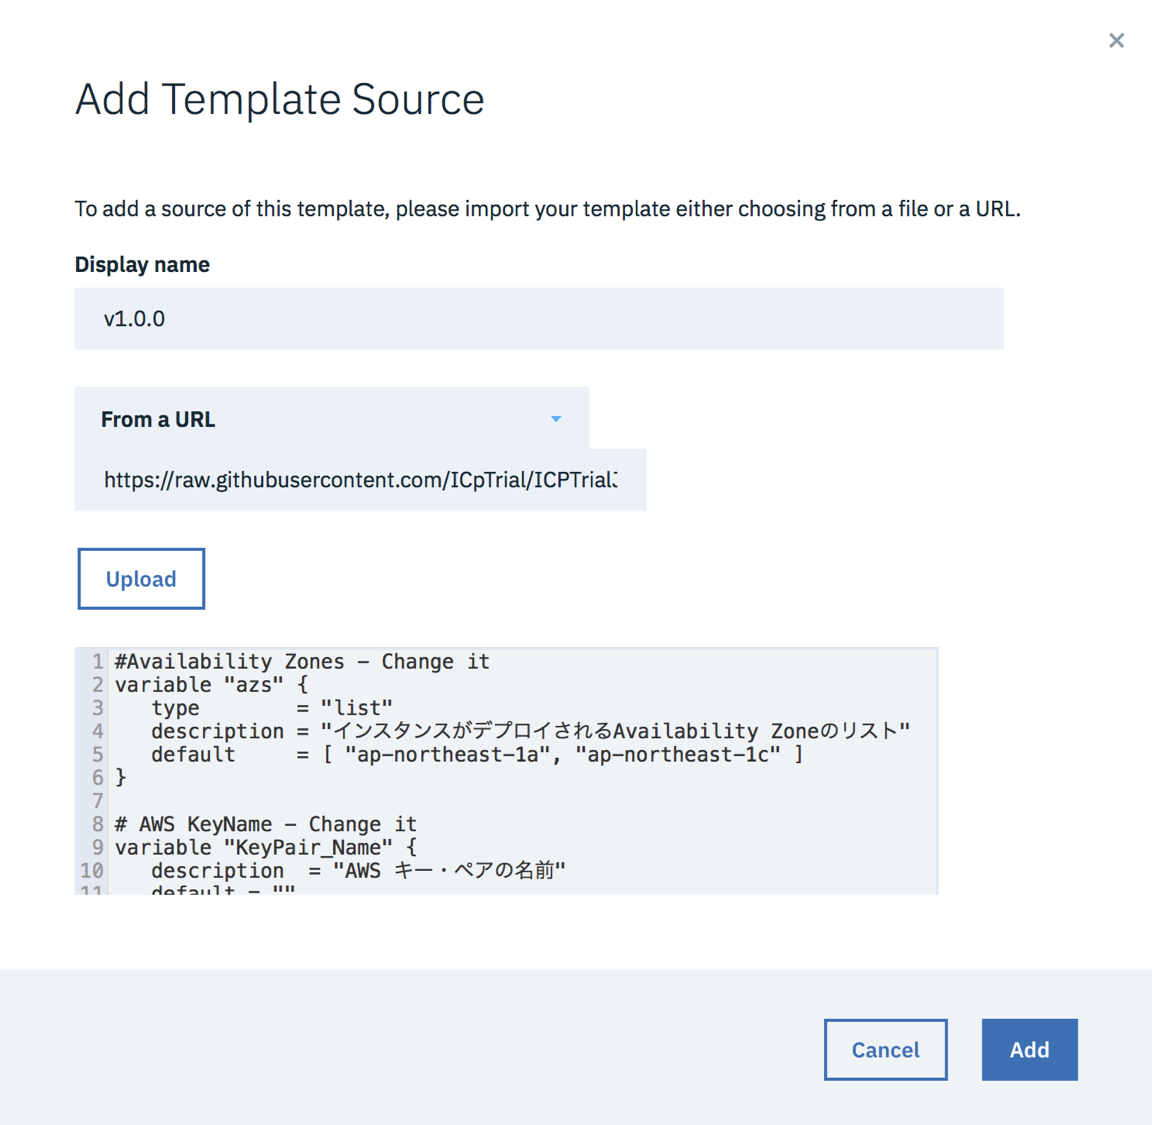 ×
Add Template Source
To add a source of this template, please import your template either choosing from a file or a URL.
Display name
v1.0.0
From a URL
https://raw.githubusercontent.com/ICpTrial/ICPTrial
Upload
1 #Availability Zones – Change it
2 variable "azs" {
3    type        = "list"
4    description = "インスタンスがデプロイされるAvailability Zoneのリスト"
5    default     = [ "ap-northeast-1a", "ap-northeast-1c" ]
6 }
7
8 # AWS KeyName – Change it
9 variable "KeyPair_Name" {
10    description  = "AWS キー・ペアの名前"
11    default = ""
Cancel Add